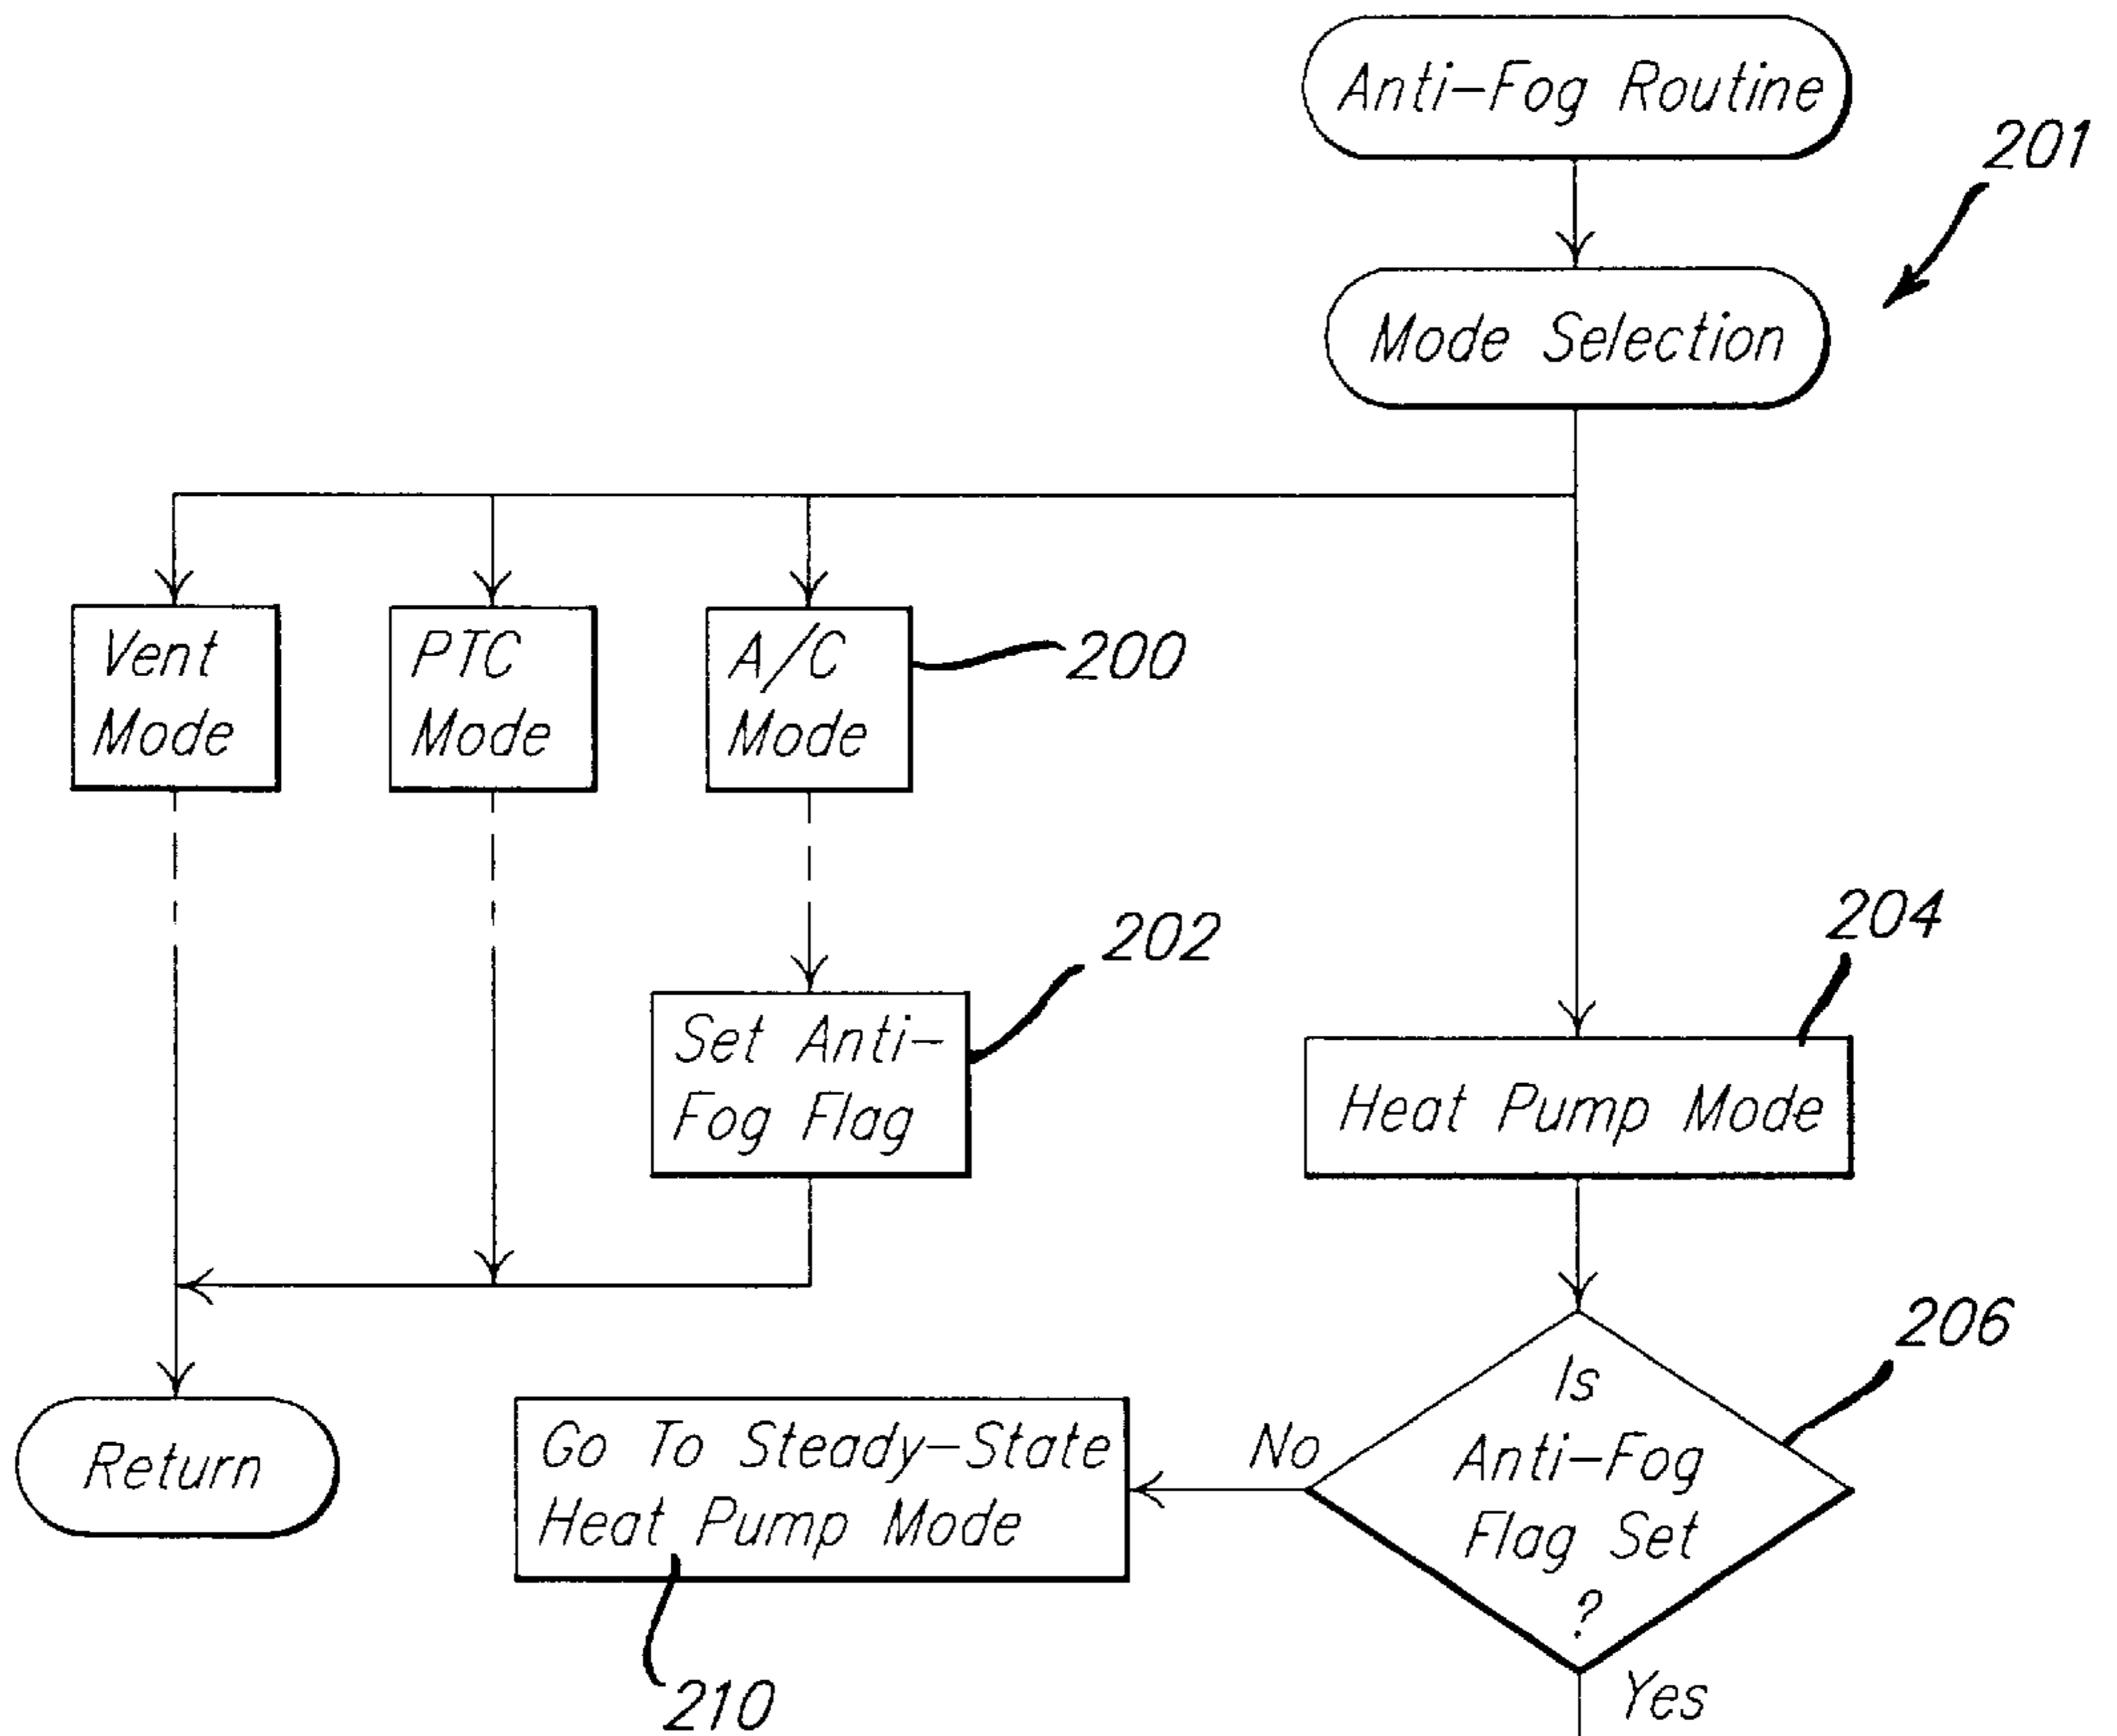 Anti-Fog Routine
201
Mode Selection
Vent
Mode
PTC
Mode
A/C
Mode
200
202
Set Anti-
Fog Flag
204
Heat Pump Mode
206
Is
Anti-Fog
Flag Set
?
No
Go To Steady-State
Heat Pump Mode
Return
210
Yes